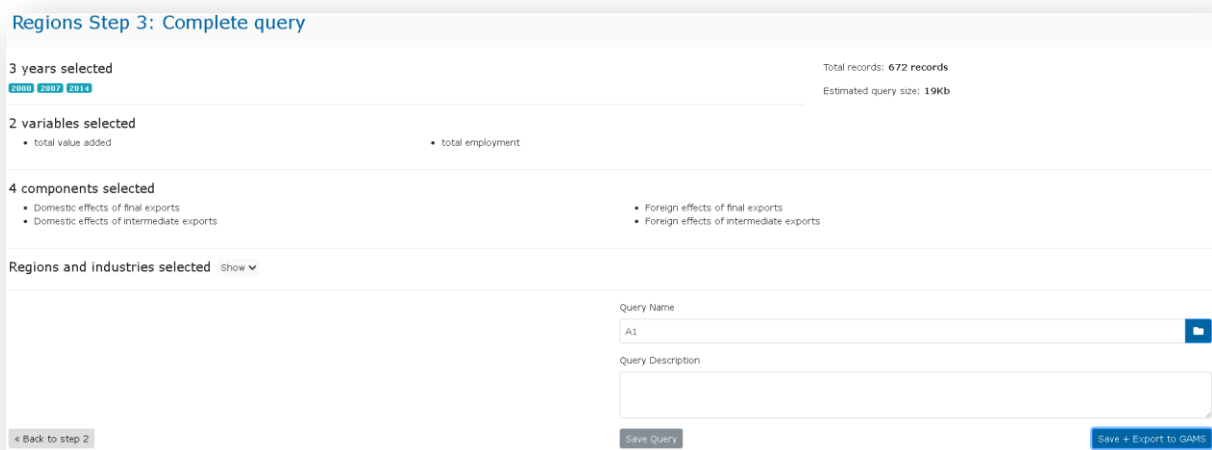 Regions Step 3: Complete query
3 years selected
2000 2007 2014
Total records: 672 records
Estimated query size: 19Kb
2 variables selected
• total value added
• total employment
4 components selected
• Domestic effects of final exports
• Domestic effects of intermediate exports
• Foreign effects of final exports
• Foreign effects of intermediate exports
Regions and industries selected Show
Query Name
A1
Query Description
« Back to step 2
Save Query
Save + Export to GAMS